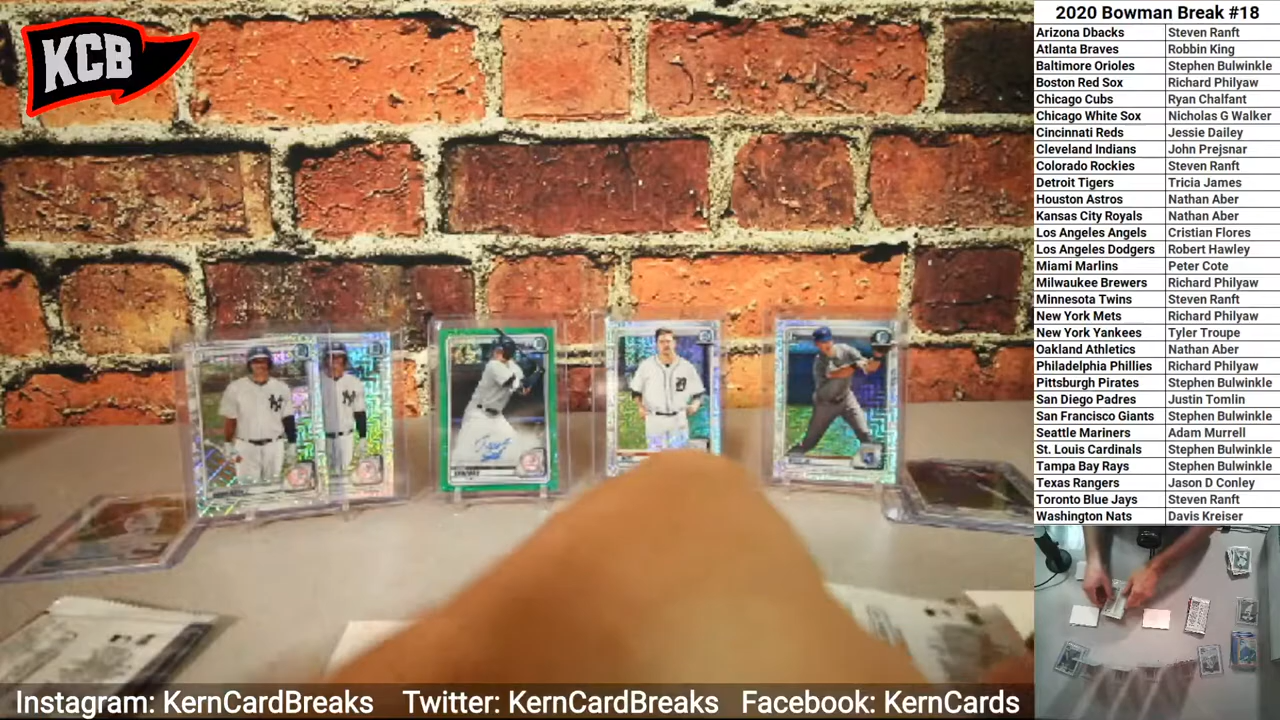 KCB
2020 Bowman Break #18
Arizona Dbacks Steven Ranft
Atlanta Braves Robbin King
Baltimore Orioles Stephen Bulwinkle
Boston Red Sox Richard Philyaw
Chicago Cubs Ryan Chalfant
Chicago White Sox Nicholas G Walker
Cincinnati Reds Jessie Dailey
Cleveland Indians John Prejsnar
Colorado Rockies Steven Ranft
Detroit Tigers Tricia James
Houston Astros Nathan Aber
Kansas City Royals Nathan Aber
Los Angeles Angels Cristian Flores
Los Angeles Dodgers Robert Hawley
Miami Marlins Peter Cote
Milwaukee Brewers Richard Philyaw
Minnesota Twins Steven Ranft
New York Mets Richard Philyaw
New York Yankees Tyler Troupe
Oakland Athletics Nathan Aber
Philadelphia Phillies Richard Philyaw
Pittsburgh Pirates Stephen Bulwinkle
San Diego Padres Justin Tomlin
San Francisco Giants Stephen Bulwinkle
Seattle Mariners Adam Murrell
St. Louis Cardinals Stephen Bulwinkle
Tampa Bay Rays Stephen Bulwinkle
Texas Rangers Jason D Conley
Toronto Blue Jays Steven Ranft
Washington Nats Davis Kreiser
Instagram: KernCardBreaks Twitter: KernCardBreaks Facebook: KernCards